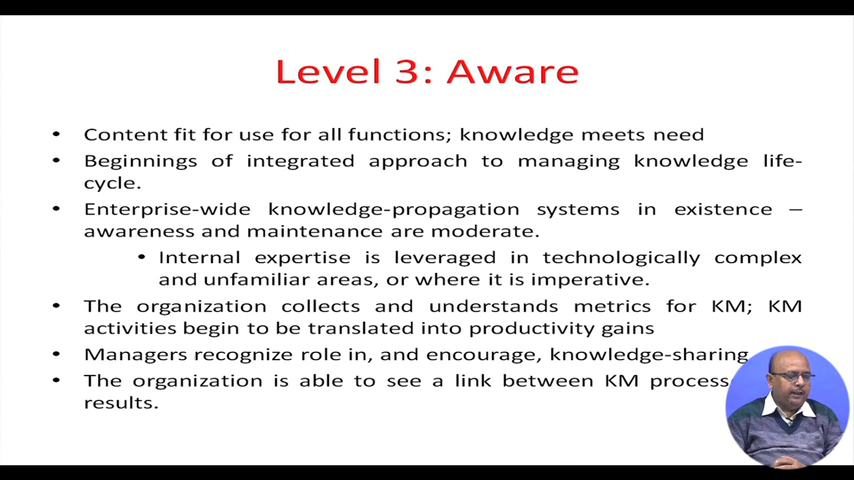 Level 3: Aware
• Content fit for use for all functions; knowledge meets need
• Beginnings of integrated approach to managing knowledge life-
cycle.
• Enterprise-wide knowledge-propagation systems in existence –
awareness and maintenance are moderate.
• Internal expertise is leveraged in technologically complex
and unfamiliar areas, or where it is imperative.
• The organization collects and understands metrics for KM; KM
activities begin to be translated into productivity gains
• Managers recognize role in, and encourage, knowledge-sharing
• The organization is able to see a link between KM process
results.